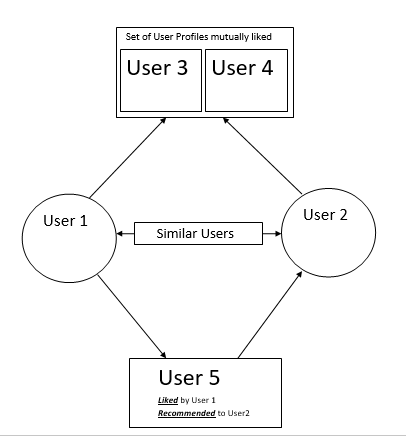 Set of User Profiles mutually liked
User 3
User 4
User 1
Similar Users
User 2
User 5
Liked by User 1
Recommended to User2